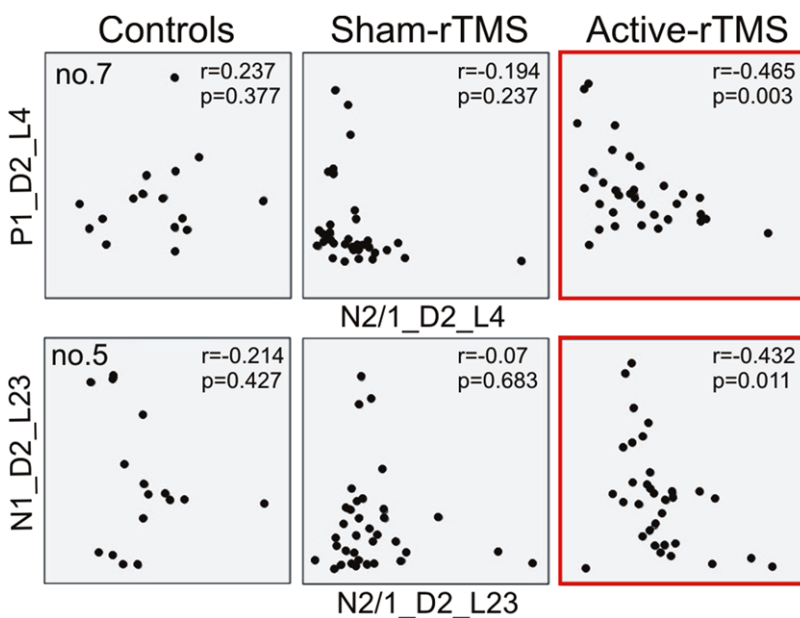 Controls
Sham-rTMS
Active-rTMS
P1_D2_L4
no.7
r=0.237
p=0.377
r=-0.194
p=0.237
r=-0.465
p=0.003
N2/1_D2_L4
N1_D2_L23
no.5
r=-0.214
p=0.427
r=-0.07
p=0.683
r=-0.432
p=0.011
N2/1_D2_L23